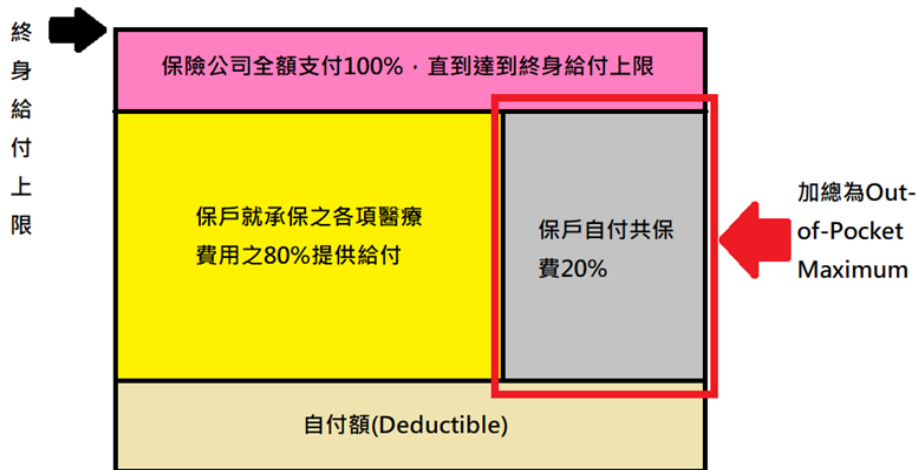 終
身
給
付
上
限
保險公司全額支付100%，直到達到終身給付上限
保戶就承保之各項醫療
費用之80%提供給付
保戶自付共保
費20%
加總為Out-
of-Pocket
Maximum
自付額(Deductible)